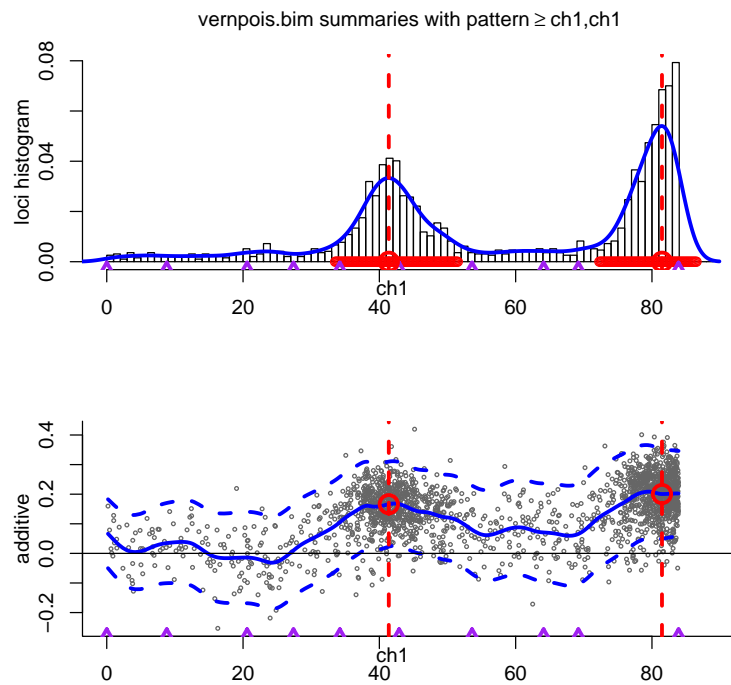 vernpois.bim summaries with pattern ≥ ch1,ch1
loci histogram
0.00 0.04 0.08
ch1
0 20 40 60 80
additive
−0.2 0.0 0.2 0.4
ch1
0 20 40 60 80